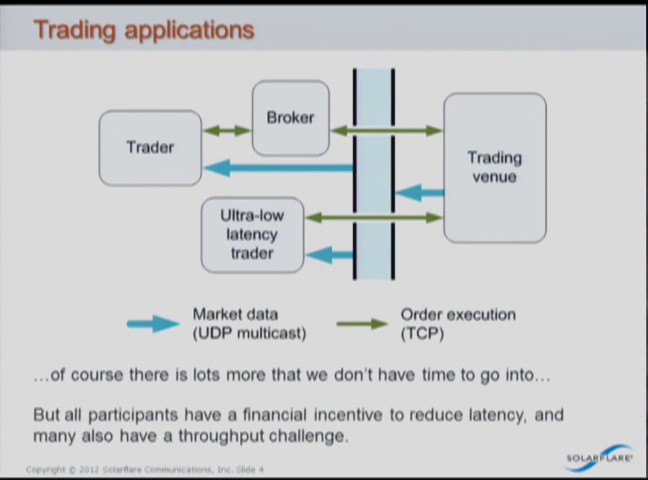 Trading applications
Broker
Trader
Trading
venue
Ultra-low
latency
trader
Market data
(UDP multicast)
Order execution
(TCP)
…of course there is lots more that we don't have time to go into…
But all participants have a financial incentive to reduce latency, and
many also have a throughput challenge.
Copyright © 2012 Solarflare Communications, Inc. Slide 4
SOLARFLARE®